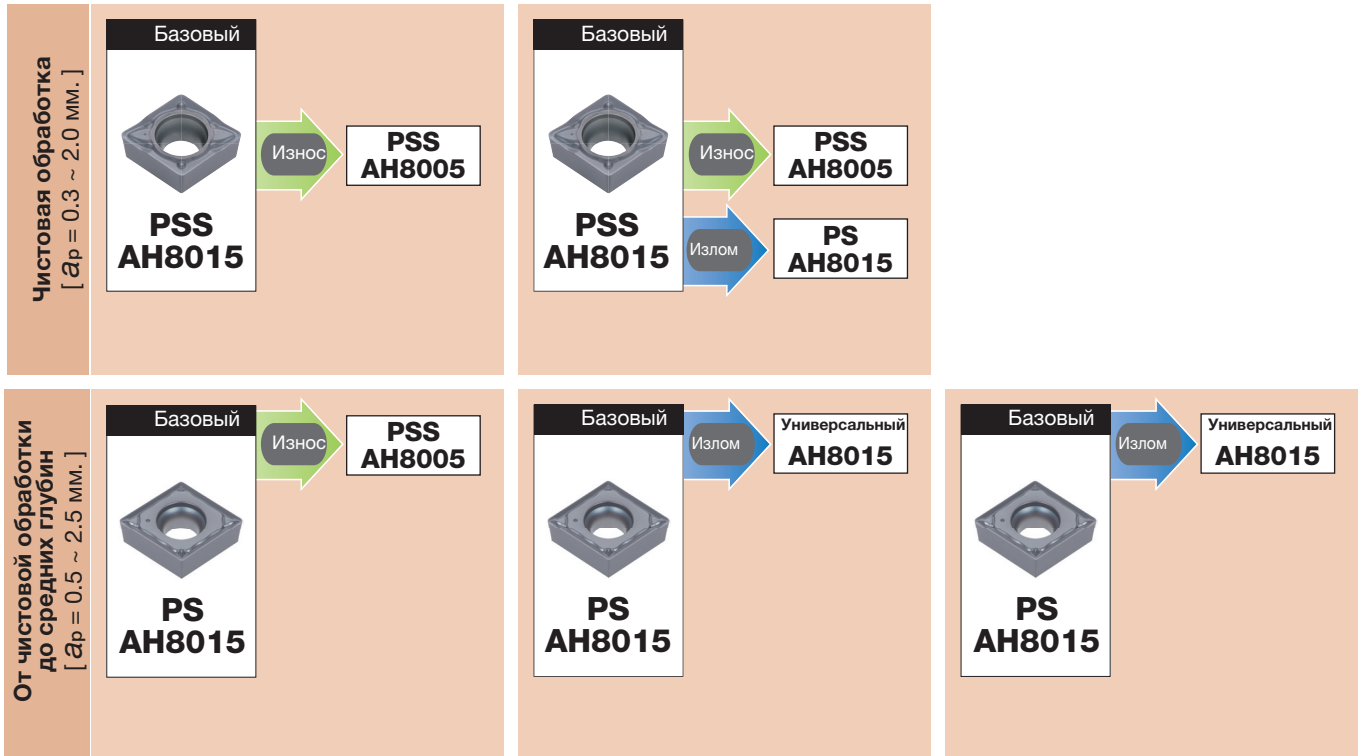 Чистовая обработка
[ ap = 0.3 ~ 2.0 мм. ]
Базовый
PSS
AH8015
Износ
PSS
AH8005
Базовый
PSS
AH8015
Износ
PSS
AH8005
Излом
PS
AH8015
От чистовой обработки
до средних глубин
[ ap = 0.5 ~ 2.5 мм. ]
Базовый
PS
AH8015
Износ
PSS
AH8005
Базовый
PS
AH8015
Излом
Универсальный
AH8015
Базовый
PS
AH8015
Излом
Универсальный
AH8015